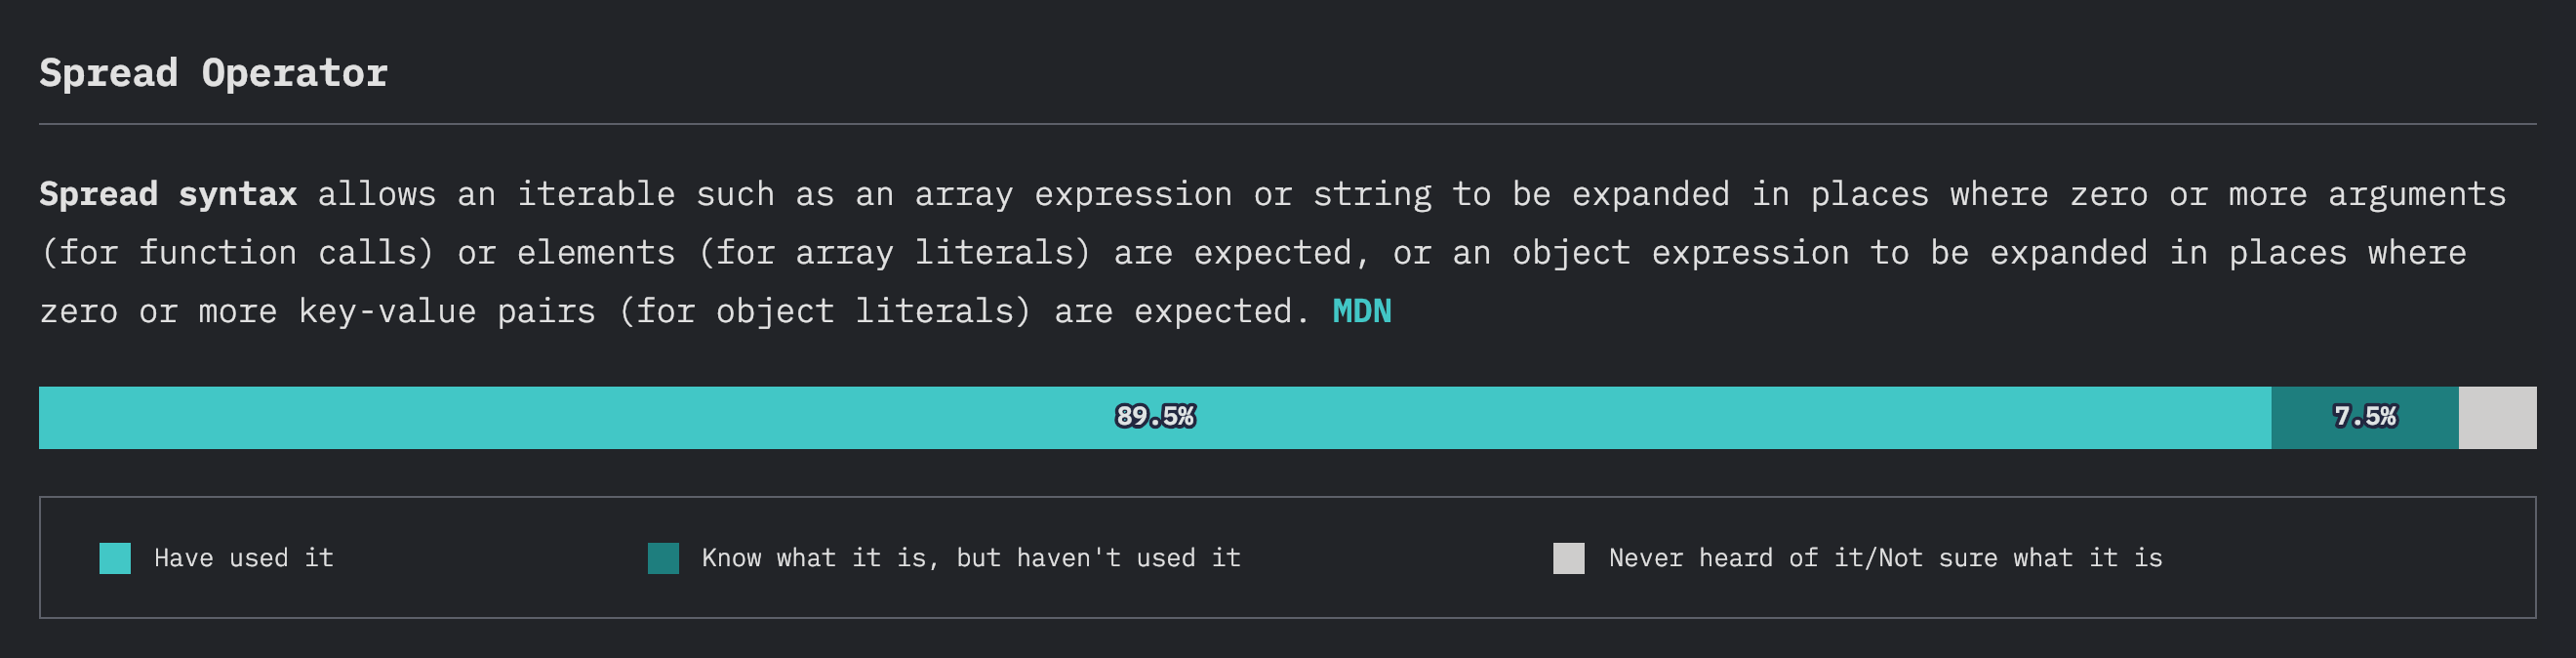 Spread Operator
Spread syntax allows an iterable such as an array expression or string to be expanded in places where zero or more arguments
(for function calls) or elements (for array literals) are expected, or an object expression to be expanded in places where
zero or more key-value pairs (for object literals) are expected. MDN
89.5% 7.5%
Have used it Know what it is, but haven't used it Never heard of it/Not sure what it is